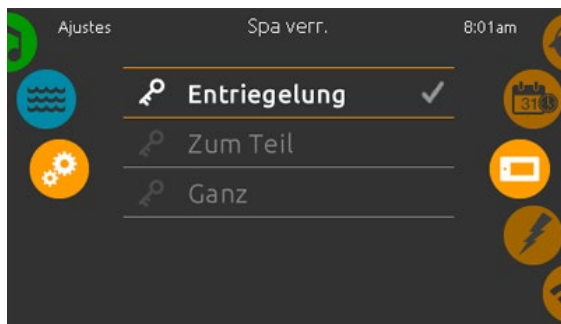 Ajustes Spa verr. 8:01am
Entriegelung
Zum Teil
Ganz
31